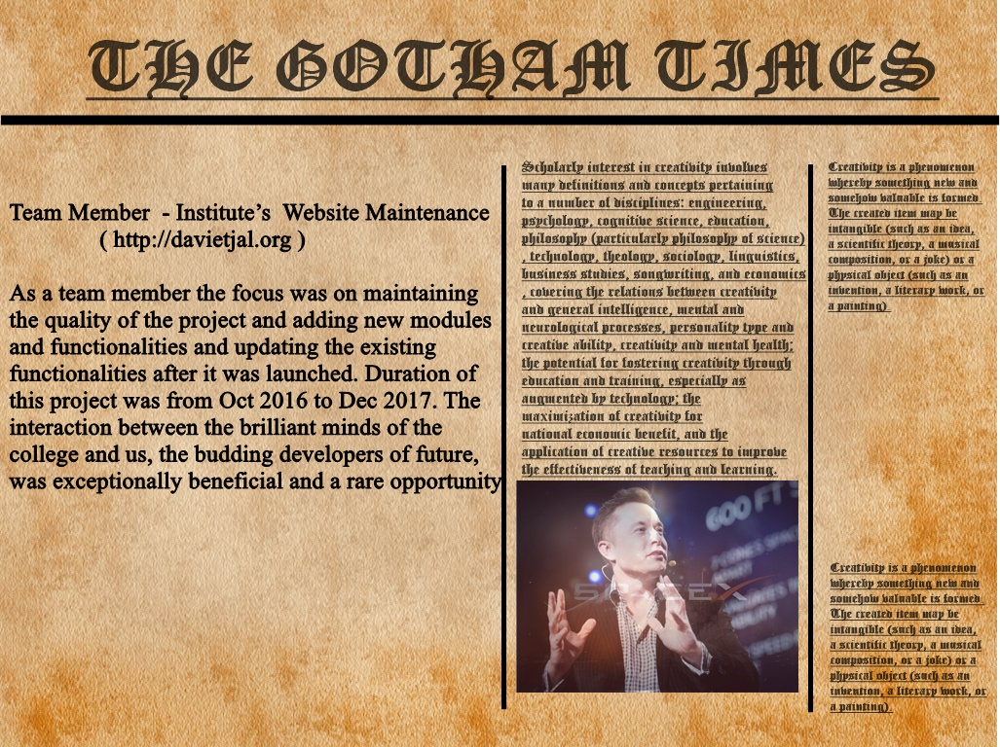 THE GOTHAM TIMES
Team Member - Institute’s Website Maintenance
( http://davietjal.org )
As a team member the focus was on maintaining
the quality of the project and adding new modules
and functionalities and updating the existing
functionalities after it was launched. Duration of
this project was from Oct 2016 to Dec 2017. The
interaction between the brilliant minds of the
college and us, the budding developers of future,
was exceptionally beneficial and a rare opportunity
Scholarly interest in creativity involves
many definitions and concepts pertaining
to a number of disciplines: engineering,
psychology, cognitive science, education,
philosophy (particularly philosophy of science)
, technology, theology, sociology, linguistics,
business studies, songwriting, and economics
, covering the relations between creativity
and general intelligence, mental and
neurological processes, personality type and
creative ability, creativity and mental health;
the potential for fostering creativity through
education and training, especially as
augmented by technology; the
maximization of creativity for
national economic benefit, and the
application of creative resources to improve
the effectiveness of teaching and learning.
600 FT
SPACEX
Creativity is a phenomenon
whereby something new and
somehow valuable is formed.
The created item may be
intangible (such as an idea,
a scientific theory, a musical
composition, or a joke) or a
physical object (such as an
invention, a literary work, or
a painting).
Creativity is a phenomenon
whereby something new and
somehow valuable is formed.
The created item may be
intangible (such as an idea,
a scientific theory, a musical
composition, or a joke) or a
physical object (such as an
invention, a literary work, or
a painting).